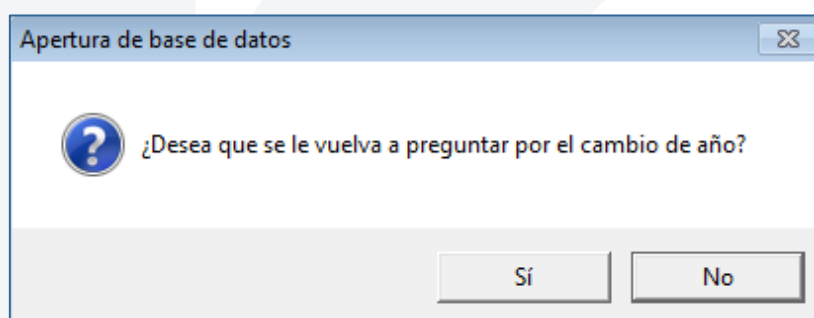 Apertura de base de datos
¿Desea que se le vuelva a preguntar por el cambio de año?
Sí
No